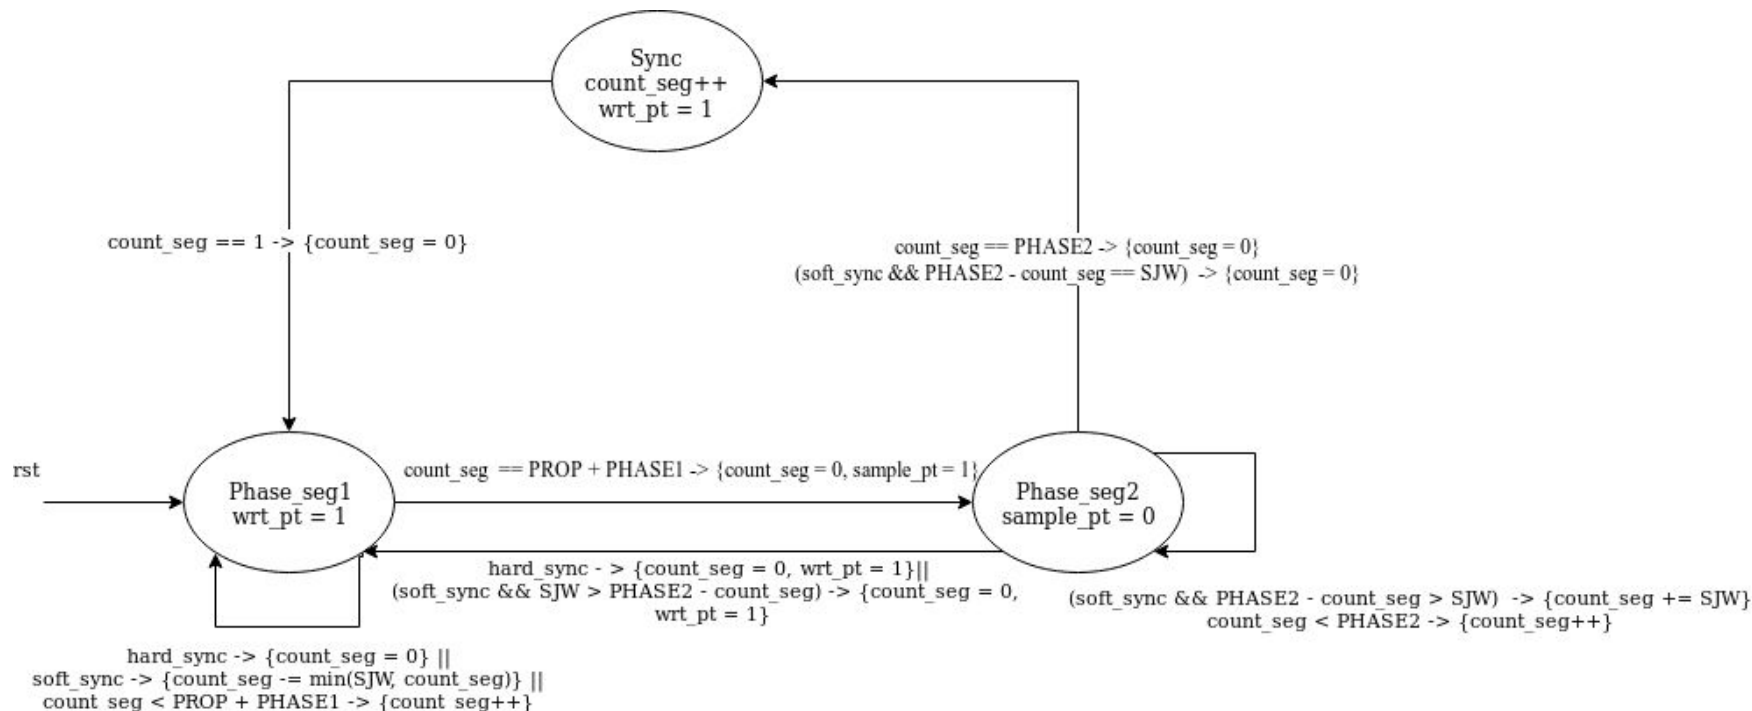 Sync
count_seg++
wrt_pt = 1
count_seg == 1 -> {count_seg = 0}
count_seg == PHASE2 -> {count_seg = 0}
(soft_sync && PHASE2 - count_seg == SJW)  -> {count_seg = 0}
rst
Phase_seg1
wrt_pt = 1
count_seg  == PROP + PHASE1 -> {count_seg = 0, sample_pt = 1}
Phase_seg2
sample_pt = 0
hard_sync - > {count_seg = 0, wrt_pt = 1}||
(soft_sync && SJW > PHASE2 - count_seg) -> {count_seg = 0,
wrt_pt = 1}
(soft_sync && PHASE2 - count_seg > SJW)  -> {count_seg += SJW}
count_seg < PHASE2 -> {count_seg++}
hard_sync -> {count_seg = 0} ||
soft_sync -> {count_seg -= min(SJW, count_seg)} ||
count_seg < PROP + PHASE1 -> {count_seg++}